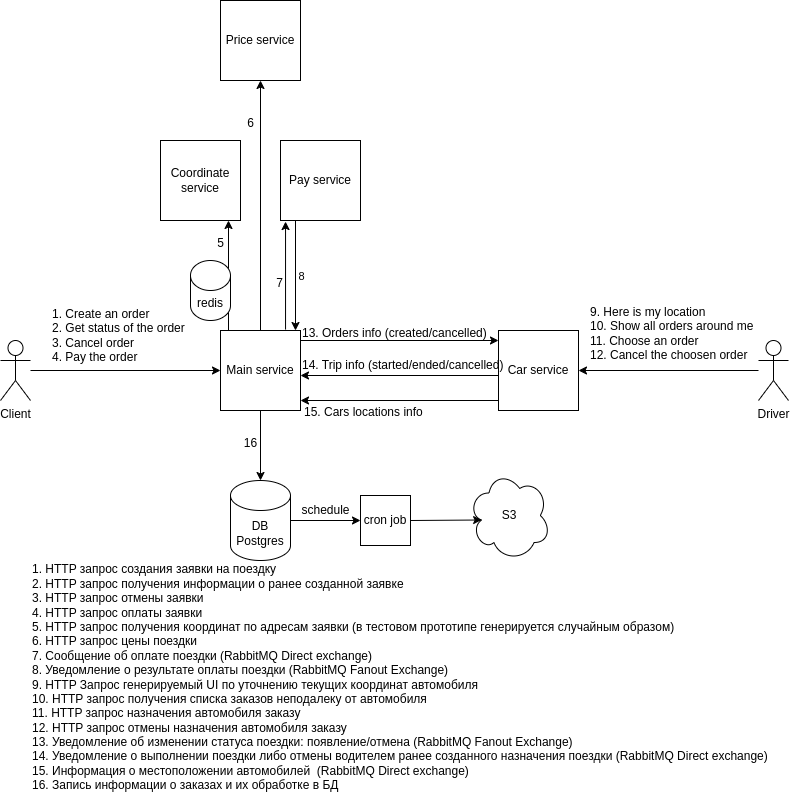 Price service
6
Coordinate
service
Pay service
5
redis
7
8
1. Create an order
2. Get status of the order
3. Cancel order
4. Pay the order
9. Here is my location
10. Show all orders around me
11. Choose an order
12. Cancel the choosen order
13. Orders info (created/cancelled)
Main service
14. Trip info (started/ended/cancelled)
Car service
15. Cars locations info
Client
Driver
16
DB
Postgres
schedule
cron job
S3
1. HTTP запрос создания заявки на поездку
2. HTTP запрос получения информации о ранее созданной заявке
3. HTTP запрос отмены заявки
4. HTTP запрос оплаты заявки
5. HTTP запрос получения координат по адресам заявки (в тестовом прототипе генерируется случайным образом)
6. HTTP запрос цены поездки
7. Сообщение об оплате поездки (RabbitMQ Direct exchange)
8. Уведомление о результате оплаты поездки (RabbitMQ Fanout Exchange)
9. HTTP Запрос генерируемый UI по уточнению текущих координат автомобиля
10. HTTP запрос получения списка заказов неподалеку от автомобиля
11. HTTP запрос назначения автомобиля заказу
12. HTTP запрос отмены назначения автомобиля заказу
13. Уведомление об изменении статуса поездки: появление/отмена (RabbitMQ Fanout Exchange)
14. Уведомление о выполнении поездки либо отмены водителем ранее созданного назначения поездки (RabbitMQ Direct exchange)
15. Информация о местоположении автомобилей (RabbitMQ Direct exchange)
16. Запись информации о заказах и их обработке в БД